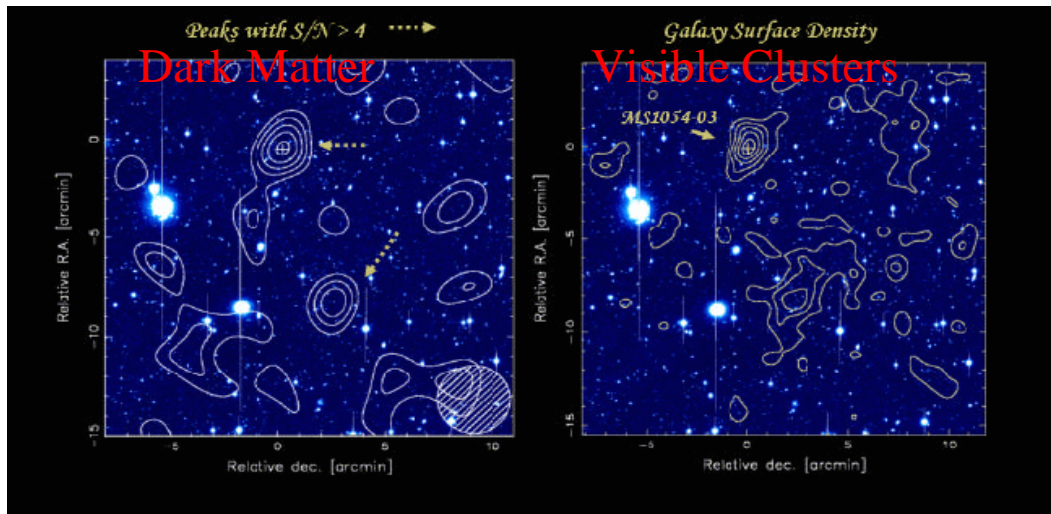 Peaks with S/N > 4
Dark Matter
Relative R.A. [arcmin]
0
-5
-10
-15
-5
0
5
10
Relative dec. [arcmin]
Galaxy Surface Density
Visible Clusters
MS1054-03
Relative R.A. [arcmin]
0
-5
-10
-15
-5
0
5
10
Relative dec. [arcmin]